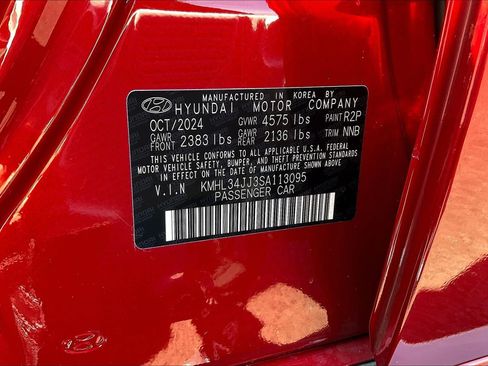 MANUFACTURED IN KOREA BY
HYUNDAI MOTOR COMPANY
OCT/2024 GVWR 4575 lbs PAINT R2P
GAWR FRONT 2383 lbs GAWR REAR 2136 lbs TRIM NNB
THIS VEHICLE CONFORMS TO ALL APPLICABLE U.S.A. FEDERAL
MOTOR VEHICLE SAFETY, BUMPER, AND THEFT PREVENTION
STANDARDS IN EFFECT ON THE DATE OF MANUFACTURE
SHOWN ABOVE.
V.I.N KMHL34JJ3SA113095
PASSENGER CAR